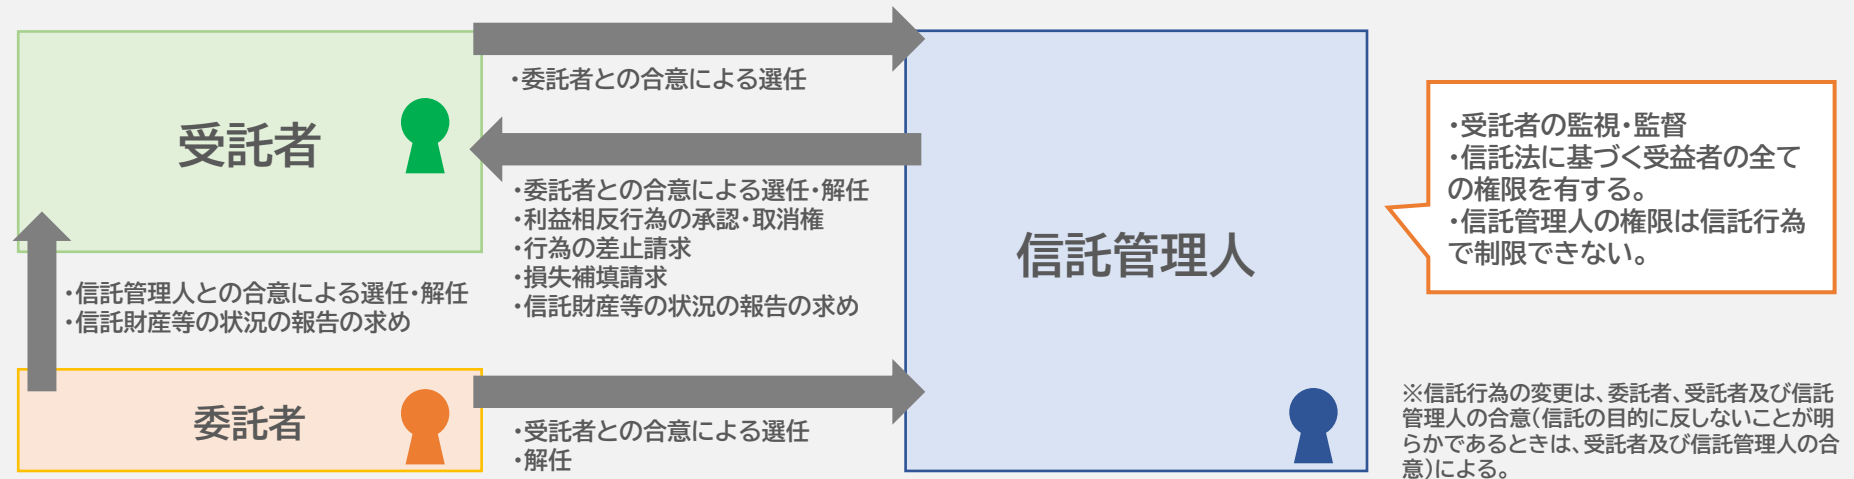 受託者
・委託者との合意による選任
・委託者との合意による選任・解任
・利益相反行為の承認・取消権
・行為の差止請求
・損失補填請求
・信託財産等の状況の報告の求め
・信託管理人との合意による選任・解任
・信託財産等の状況の報告の求め
委託者
・受託者との合意による選任
・解任
信託管理人
・受託者の監視・監督
・信託法に基づく受益者の全て
の権限を有する。
・信託管理人の権限は信託行為
で制限できない。
※信託行為の変更は、委託者、受託者及び信託
管理人の合意(信託の目的に反しないことが明
らかであるときは、受託者及び信託管理人の合
意)による。